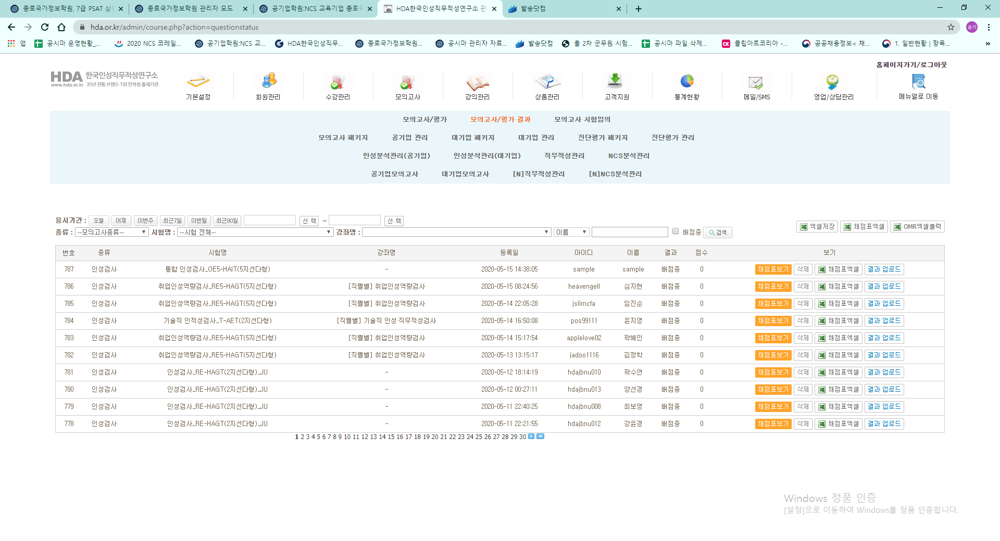 종로국가정보학원, 7급 PSAT 상황
종로국가정보학원 관리자 모드
공기업학원:NCS 교육기업 종로국
HDA한국인성직무적성연구소 관
발송닷컴
hda.or.kr/admin/course.php?action=questionstatus
슬기
앱 공시마 운영현황_... 2020 NCS 코레일... 공기업학원:NCS 교... HDA한국인성직무... 종로국가정보학원... 공시마 관리자 자료... 발송닷컴 올 2차 군무원 시험... 공시마 파일 삭제... 클립아트코리아 -... 공공채용정보< 채... 1. 일반현황 | 항목... »
홈페이지가기/로그아웃
HDA 한국인성직무적성연구소
www.hda.or.kr 35년 전통 브랜드 1위 인적성 출제기관
기본설정 회원관리 수강관리 모의고사 강의관리 상품관리 고객지원 통계현황 메일/SMS 영업/상담관리 메뉴얼로 이동
모의고사/평가 모의고사/평가 결과 모의고사 시험임의
모의고사 패키지 공기업 관리 대기업 패키지 대기업 관리 진단평가 패키지 진단평가 관리
인성분석관리(공기업) 인성분석관리(대기업) 직무적성관리 NCS분석관리
공기업모의고사 대기업모의고사 [N]직무적성관리 [N]NCS분석관리
응시기간 : 오늘 어제 이번주 최근7일 이번달 최근90일 선 택 ~ 선 택
종류 : --모의고사종류-- 시험명 : --시험 전체-- 강좌명 : 이름 배점중 검색
엑셀저장 채점표엑셀 OMR엑셀출력
번호 종류 시험명 강좌명 등록일 아이디 이름 결과 점수 보기
787 인성검사 통합 인성검사_OE5-HAIT(5지선다형) - 2020-05-15 14:38:05 sample sample 배점중 0 채점표보기 삭제 채점표엑셀 결과 업로드
786 인성검사 취업인성역량검사_RE5-HAGT(5지선다형) [직렬별] 취업인성역량검사 2020-05-15 08:24:56 heavengell 심지현 배점중 0 채점표보기 삭제 채점표엑셀 결과 업로드
785 인성검사 취업인성역량검사_RE5-HAGT(5지선다형) [직렬별] 취업인성역량검사 2020-05-14 22:05:28 jslimcfa 임진순 배점중 0 채점표보기 삭제 채점표엑셀 결과 업로드
784 인성검사 기술직 인적성검사_T-AET(2지선다형) [직렬별] 기술직 인성·직무적성검사 2020-05-14 16:50:08 pos99111 윤지영 배점중 0 채점표보기 삭제 채점표엑셀 결과 업로드
783 인성검사 취업인성역량검사_RE5-HAGT(5지선다형) [직렬별] 취업인성역량검사 2020-05-14 15:17:54 applelove02 곽혜인 배점중 0 채점표보기 삭제 채점표엑셀 결과 업로드
782 인성검사 취업인성역량검사_RE5-HAGT(5지선다형) [직렬별] 취업인성역량검사 2020-05-13 13:15:17 jadoo1116 김정학 배점중 0 채점표보기 삭제 채점표엑셀 결과 업로드
781 인성검사 인성검사_RE-HAGT(2지선다형)_JU - 2020-05-12 18:14:19 hdajbnu010 곽수연 배점중 0 채점표보기 삭제 채점표엑셀 결과 업로드
780 인성검사 인성검사_RE-HAGT(2지선다형)_JU - 2020-05-12 00:27:11 hdajbnu013 양선경 배점중 0 채점표보기 삭제 채점표엑셀 결과 업로드
779 인성검사 인성검사_RE-HAGT(2지선다형)_JU - 2020-05-11 22:40:25 hdajbnu008 최보영 배점중 0 채점표보기 삭제 채점표엑셀 결과 업로드
778 인성검사 인성검사_RE-HAGT(2지선다형)_JU - 2020-05-11 22:21:55 hdajbnu012 강윤경 배점중 0 채점표보기 삭제 채점표엑셀 결과 업로드
1 2 3 4 5 6 7 8 9 10 11 12 13 14 15 16 17 18 19 20 21 22 23 24 25 26 27 28 29 30
Windows 정품 인증
[설정]으로 이동하여 Windows를 정품 인증합니다.